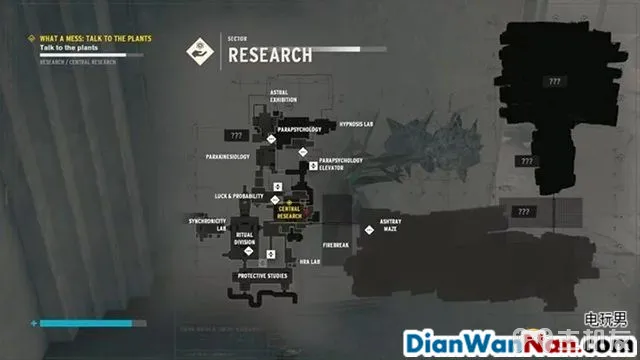 WHAT A MESS: TALK TO THE PLANTS
Talk to the plants
RESEARCH / CENTRAL RESEARCH
SECTOR
RESEARCH
???
ASTRAL
EXHIBITION
HYPNOSIS LAB
???
PARAPSYCHOLOGY
PARAKINESIOLOGY
PARAPSYCHOLOGY
ELEVATOR
???
LUCK & PROBABILITY
CENTRAL
RESEARCH
???
SYNCHRONICITY
LAB
ASHTRAY
MAZE
RITUAL
DIVISION
FIREBREAK
HRA LAB
PROTECTIVE STUDIES
电玩男
DianWanNan.com